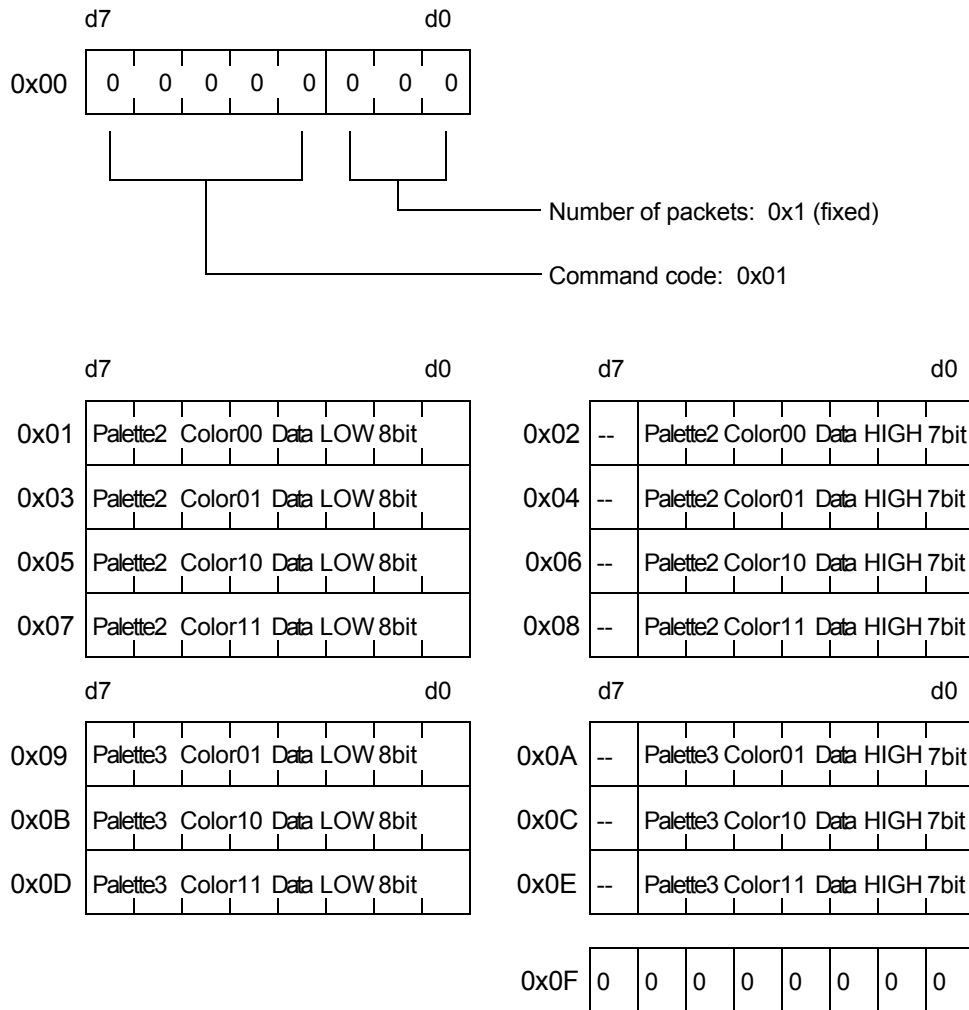 d7 d0
0x00 0 0 0 0 0 0 0 0
Number of packets: 0x1 (fixed)
Command code: 0x01
d7 d0 d7 d0
0x01 Palette2 Color00 Data LOW 8bit 0x02 -- Palette2 Color00 Data HIGH 7bit
0x03 Palette2 Color01 Data LOW 8bit 0x04 -- Palette2 Color01 Data HIGH 7bit
0x05 Palette2 Color10 Data LOW 8bit 0x06 -- Palette2 Color10 Data HIGH 7bit
0x07 Palette2 Color11 Data LOW 8bit 0x08 -- Palette2 Color11 Data HIGH 7bit
d7 d0 d7 d0
0x09 Palette3 Color01 Data LOW 8bit 0x0A -- Palette3 Color01 Data HIGH 7bit
0x0B Palette3 Color10 Data LOW 8bit 0x0C -- Palette3 Color10 Data HIGH 7bit
0x0D Palette3 Color11 Data LOW 8bit 0x0E -- Palette3 Color11 Data HIGH 7bit
0x0F 0 0 0 0 0 0 0 0